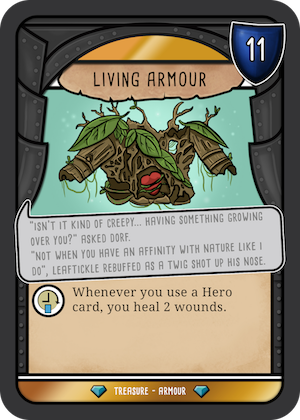 11
LIVING ARMOUR
"ISN'T IT KIND OF CREEPY... HAVING SOMETHING GROWING
OVER YOU?" ASKED DORF.
"NOT WHEN YOU HAVE AN AFFINITY WITH NATURE LIKE I
DO", LEAFTICKLE REBUFFED AS A TWIG SHOT UP HIS NOSE.
Whenever you use a Hero
card, you heal 2 wounds.
TREASURE - ARMOUR